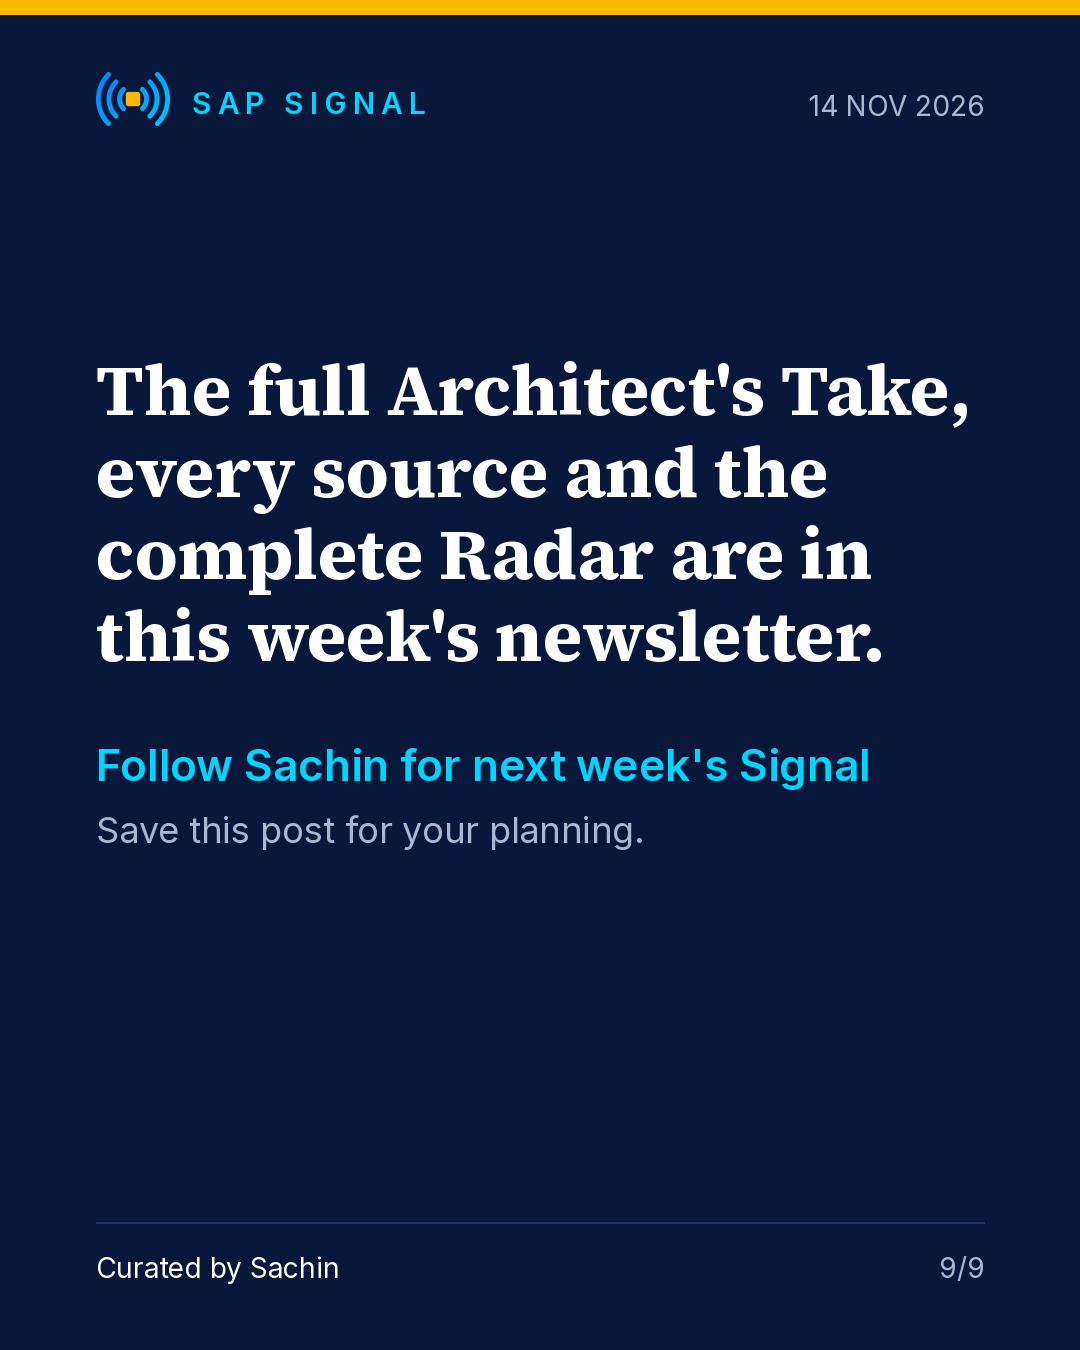 SAP SIGNAL
14 NOV 2026
The full Architect's Take,
every source and the
complete Radar are in
this week's newsletter.
Follow Sachin for next week's Signal
Save this post for your planning.
Curated by Sachin
9/9